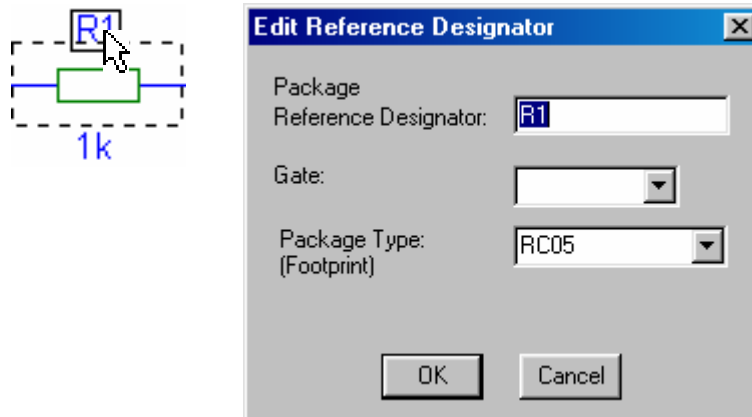 R1
1k
Edit Reference Designator
Package
Reference Designator: R1
Gate:
Package Type: RC05
(Footprint)
OK Cancel